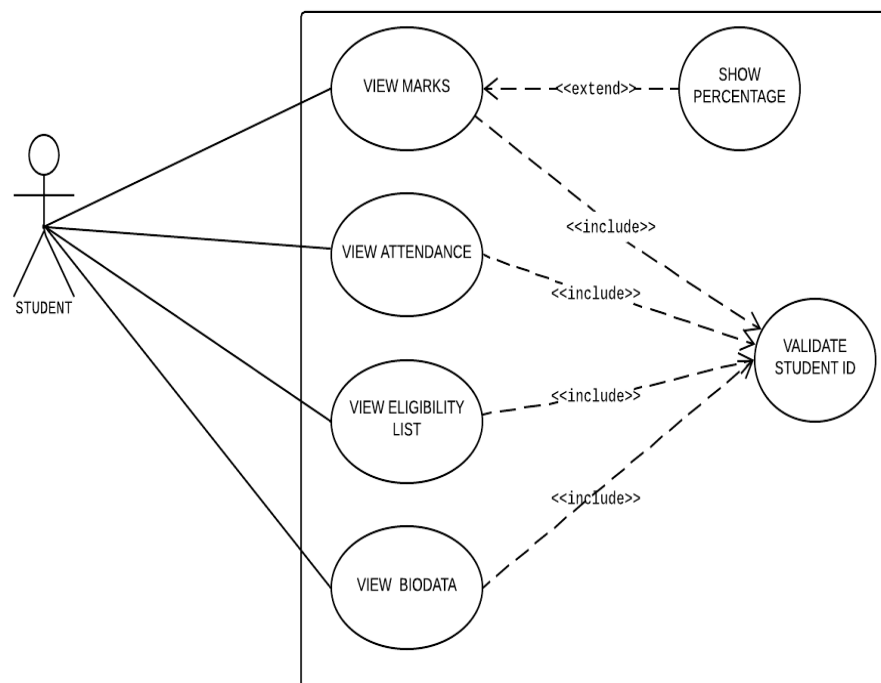 VIEW MARKS
<<extend>>
SHOW
PERCENTAGE
<<include>>
VIEW ATTENDANCE
<<include>>
STUDENT
VALIDATE
STUDENT ID
VIEW ELIGIBILITY
LIST
<<include>>
<<include>>
VIEW BIODATA